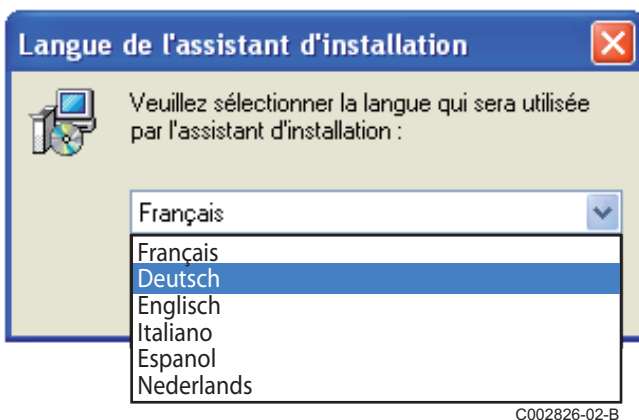 Langue de l'assistant d'installation
Veuillez sélectionner la langue qui sera utilisée
par l'assistant d'installation :
Français
Français
Deutsch
Englisch
Italiano
Espanol
Nederlands
C002826-02-B